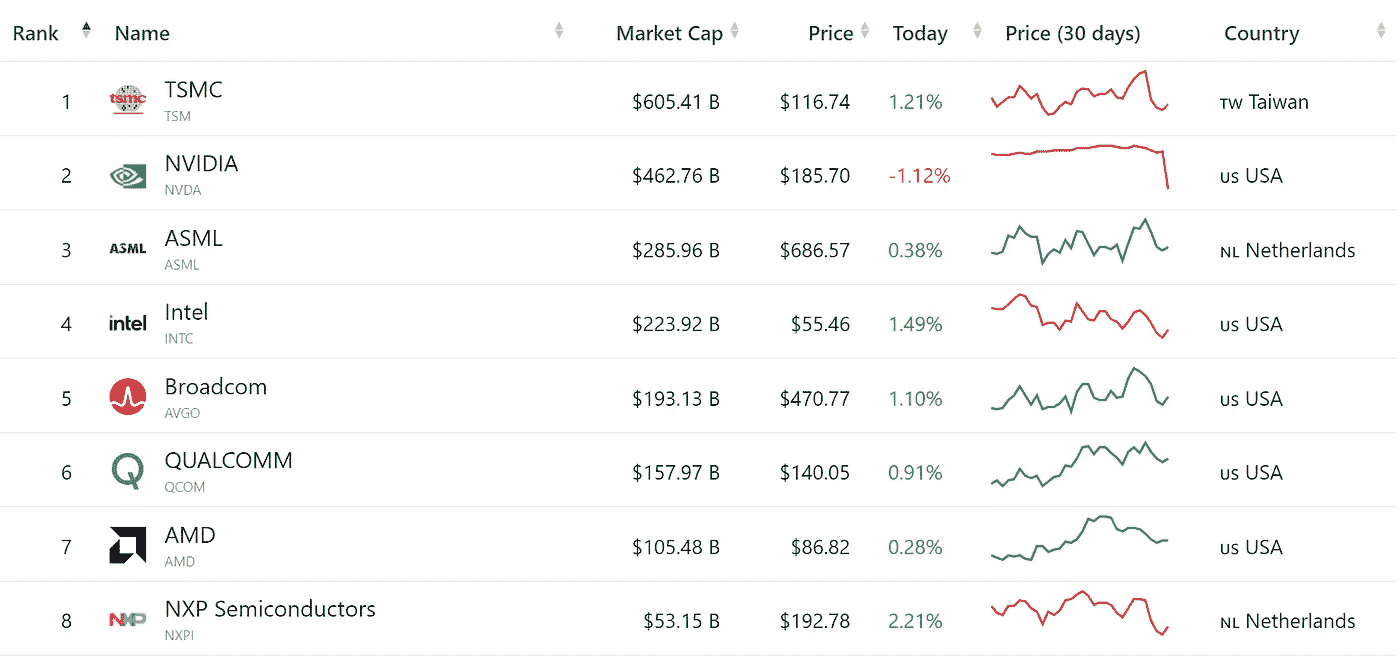 Rank Name Market Cap Price Today Price (30 days) Country
1 tsmc TSMC $605.41 B $116.74 1.21% TW Taiwan
TSM
2 NVIDIA $462.76 B $185.70 -1.12% US USA
NVDA
3 ASML ASML $285.96 B $686.57 0.38% NL Netherlands
ASML
4 intel Intel $223.92 B $55.46 1.49% US USA
INTC
5 Broadcom $193.13 B $470.77 1.10% US USA
AVGO
6 QUALCOMM $157.97 B $140.05 0.91% US USA
QCOM
7 AMD $105.48 B $86.82 0.28% US USA
AMD
8 NXP NXP Semiconductors $53.15 B $192.78 2.21% NL Netherlands
NXPI